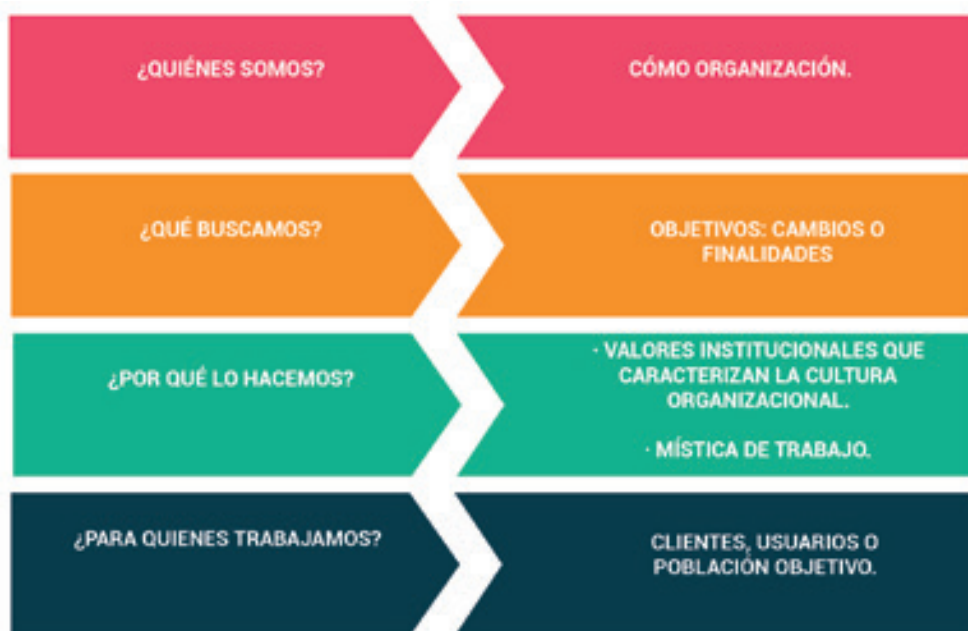 ¿QUIÉNES SOMOS?
CÓMO ORGANIZACIÓN.
¿QUÉ BUSCAMOS?
OBJETIVOS: CAMBIOS O
FINALIDADES
¿POR QUÉ LO HACEMOS?
· VALORES INSTITUCIONALES QUE
CARACTERIZAN LA CULTURA
ORGANIZACIONAL.
· MÍSTICA DE TRABAJO.
¿PARA QUIENES TRABAJAMOS?
CLIENTES, USUARIOS O
POBLACIÓN OBJETIVO.